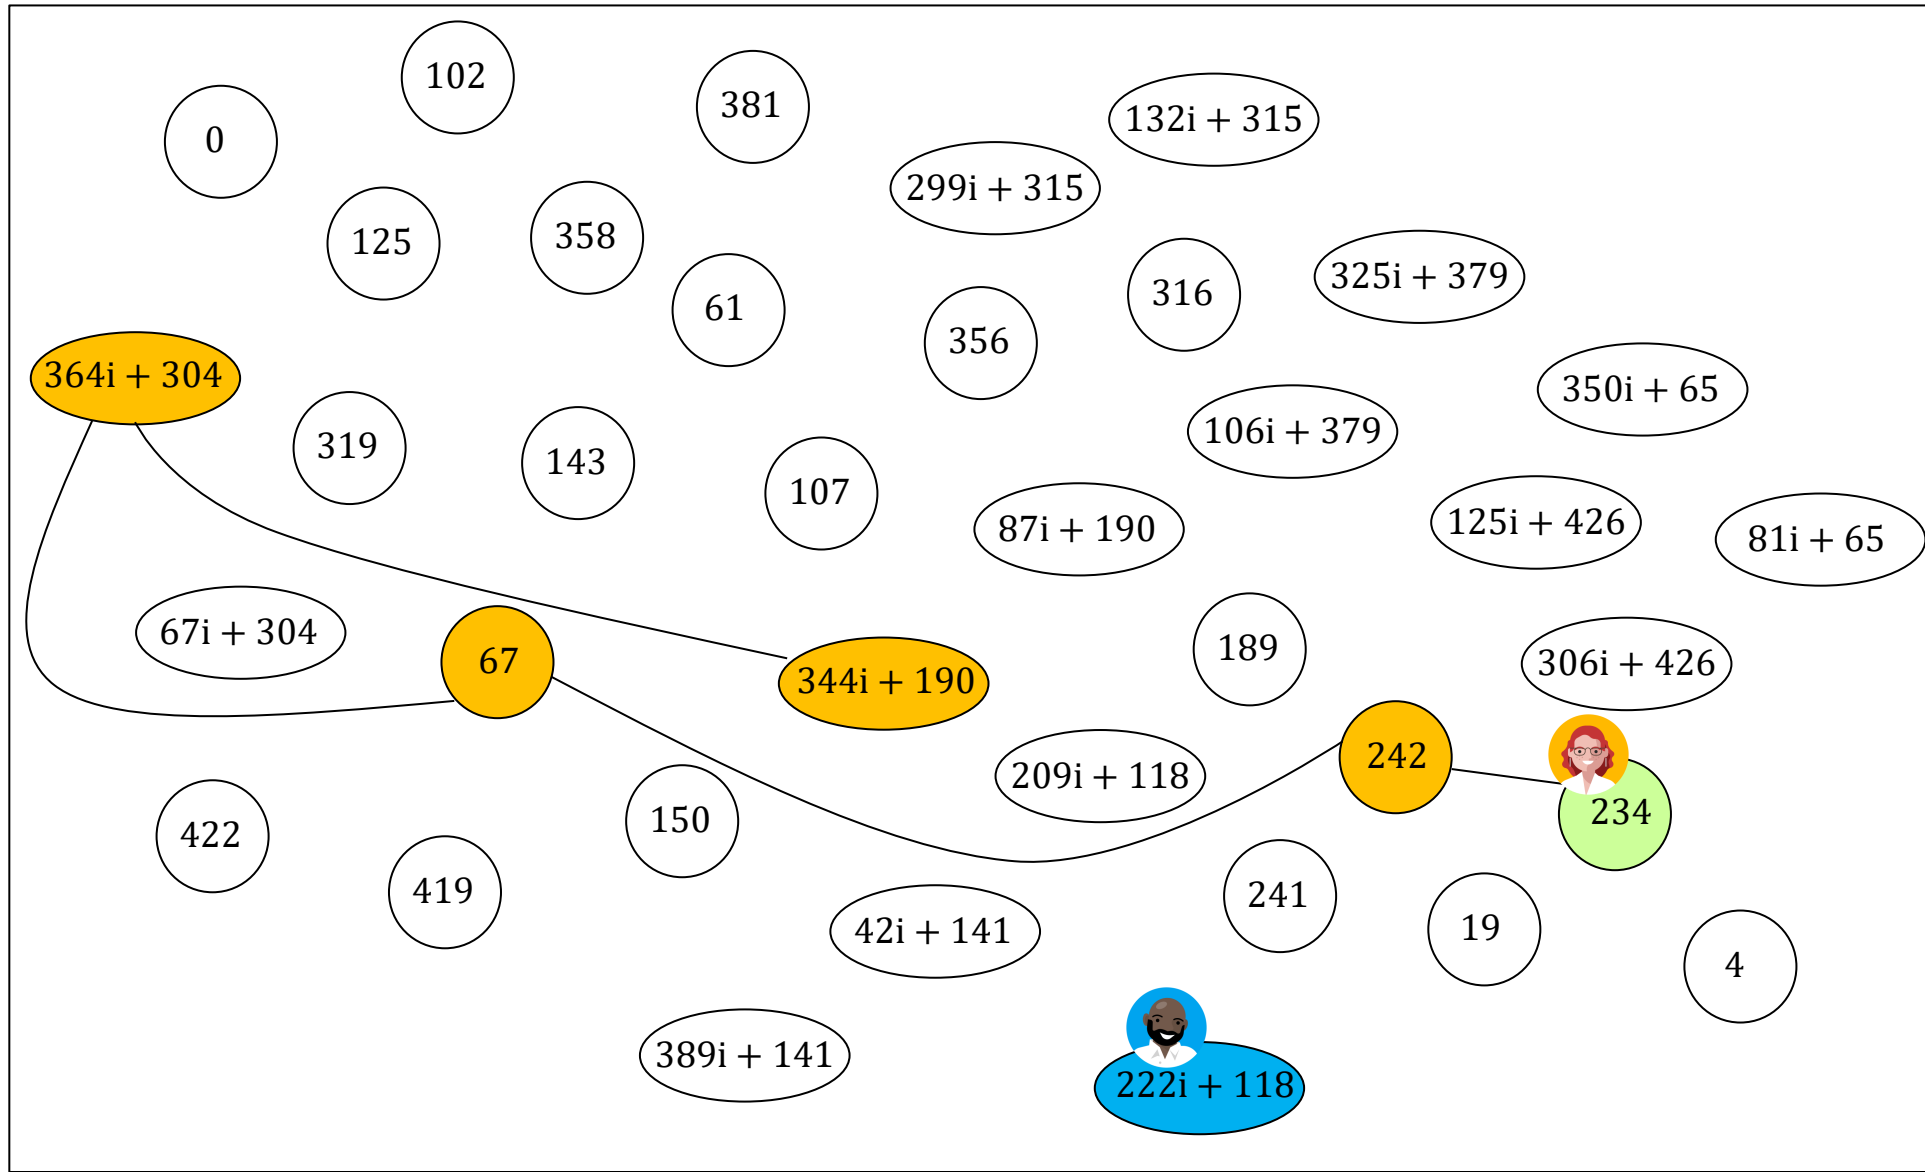 102
381
132i + 315
0
299i + 315
125
358
325i + 379
61
316
356
364i + 304
350i + 65
319
143
106i + 379
107
87i + 190
125i + 426
81i + 65
67i + 304
67
344i + 190
189
306i + 426
422
150
209i + 118
242
234
419
42i + 141
241
19
4
389i + 141
222i + 118